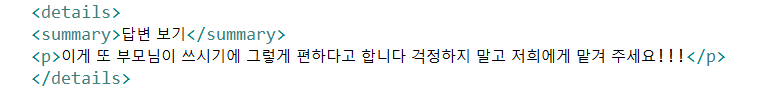 <details>
<summary>답변 보기</summary>
<p>이게 또 부모님이 쓰시기에 그렇게 편하다고 합니다 걱정하지 말고 저희에게 맡겨 주세요!!!</p>
</details>